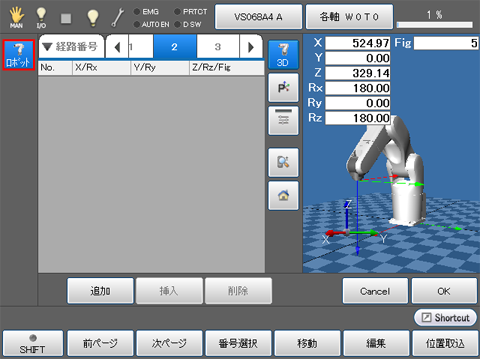 MAN I/O EMG PRTCT AUTO EN D SW VS068A4 A 各軸 W0T0 1 %
ロボット 経路番号 1 2 3 3D
No. X/Rx Y/Ry Z/Rz/Fig
X 524.97 Fig 5
Y 0.00
Z 329.14
Rx 180.00
Ry 0.00
Rz 180.00
P
Z
X Y
追加 挿入 削除 Cancel OK
Shortcut
SHIFT 前ページ 次ページ 番号選択 移動 編集 位置取込